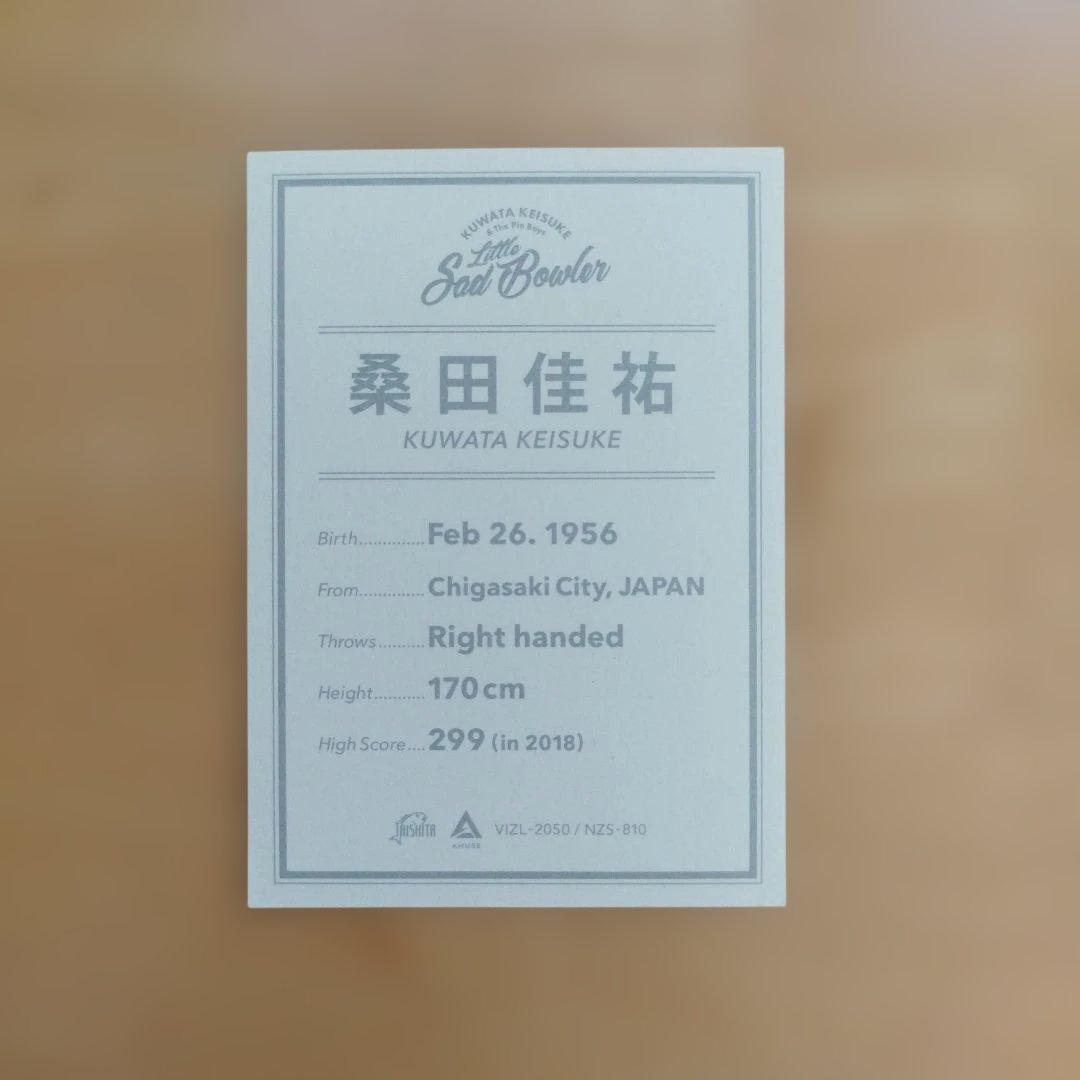 KUWATA KEISUKE
& The Pin Boys
Little
Sad Bowler
桑田佳祐
KUWATA KEISUKE
Birth.............Feb 26. 1956
From.............Chigasaki City, JAPAN
Throws..........Right handed
Height...........170cm
High Score....299 (in 2018)
TAISHITA AMUSE VIZL-2050 / NZS-810